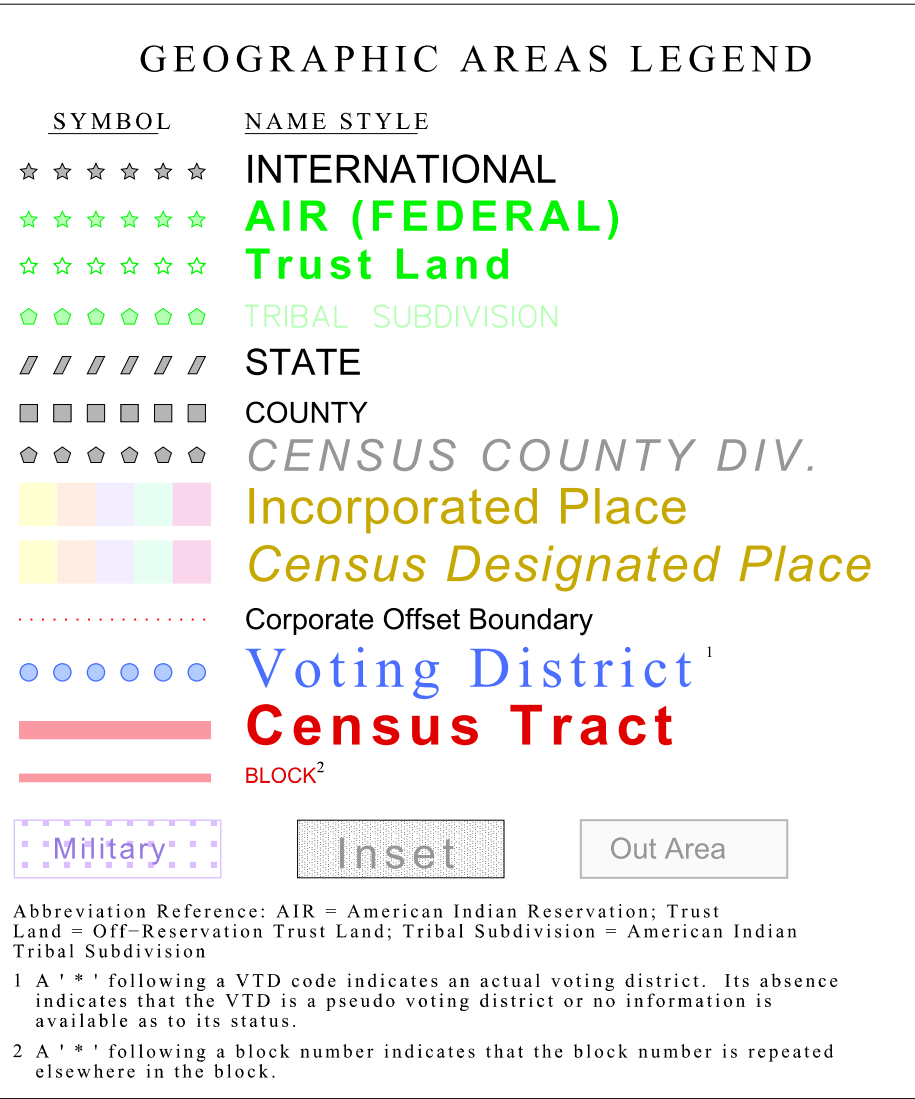 GEOGRAPHIC AREAS LEGEND
SYMBOL NAME STYLE
INTERNATIONAL
AIR (FEDERAL)
Trust Land
TRIBAL SUBDIVISION
STATE
COUNTY
CENSUS COUNTY DIV.
Incorporated Place
Census Designated Place
Corporate Offset Boundary
Voting District 1
Census Tract
BLOCK2
Military Inset Out Area
Abbreviation Reference: AIR = American Indian Reservation; Trust
Land = Off−Reservation Trust Land; Tribal Subdivision = American Indian
Tribal Subdivision
1 A ' * ' following a VTD code indicates an actual voting district. Its absence
indicates that the VTD is a pseudo voting district or no information is
available as to its status.
2 A ' * ' following a block number indicates that the block number is repeated
elsewhere in the block.